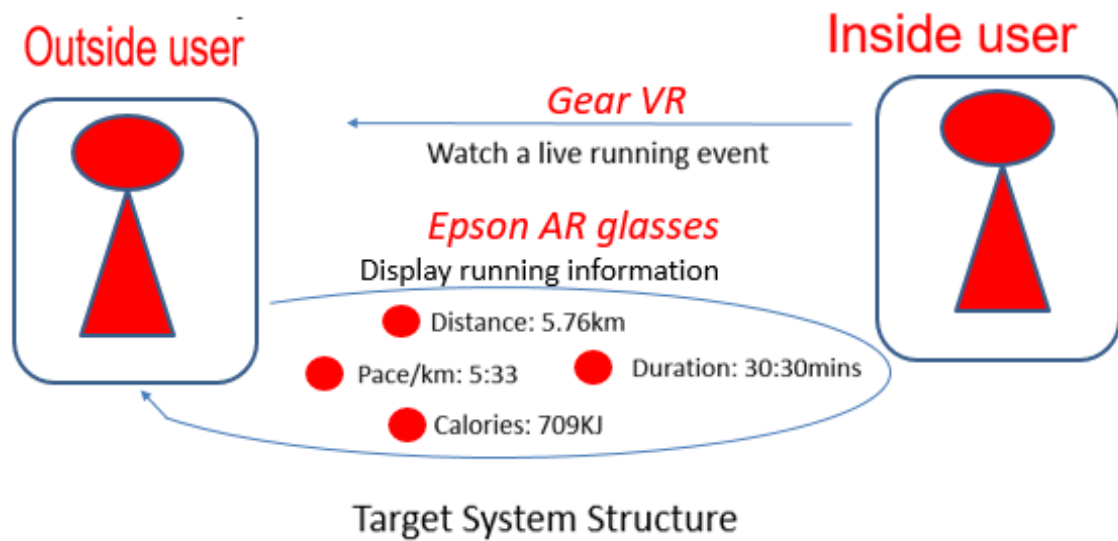 Outside user
Inside user
Gear VR
Watch a live running event
Epson AR glasses
Display running information
Distance: 5.76km
Pace/km: 5:33
Duration: 30:30mins
Calories: 709KJ
Target System Structure